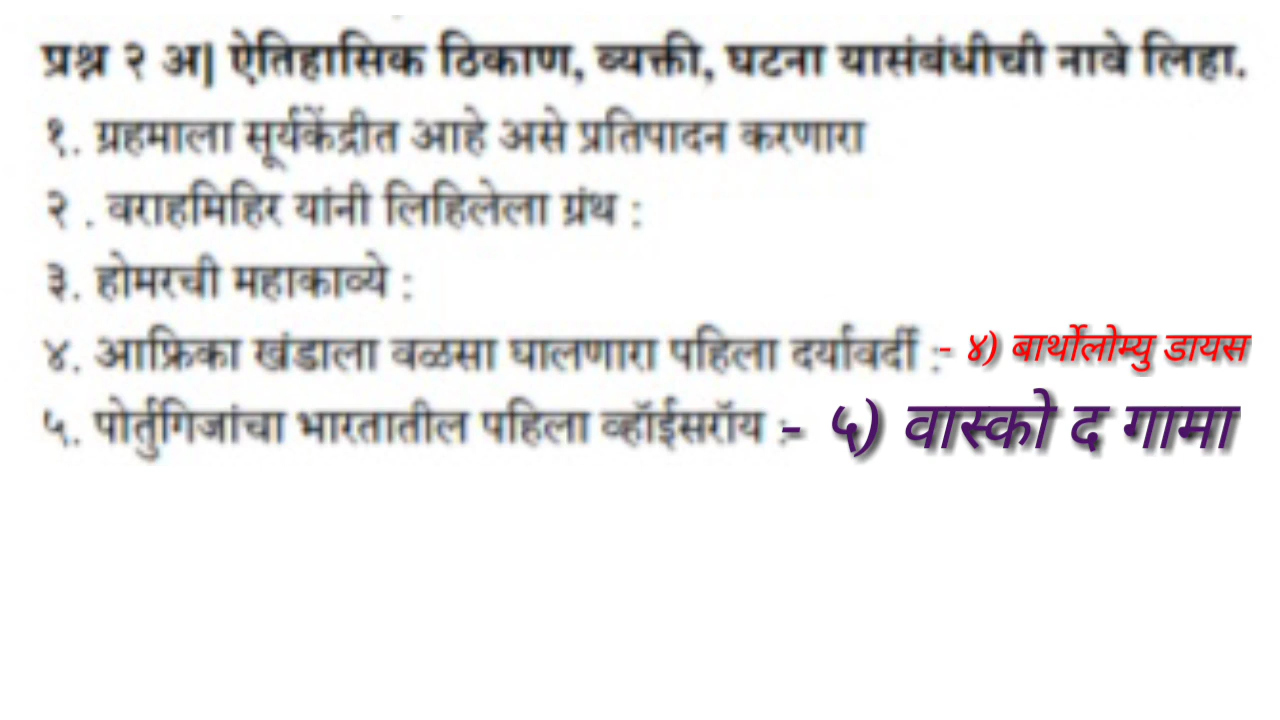 प्रश्न २ अ| ऐतिहासिक ठिकाण, व्यक्ती, घटना यासंबंधीची नावे लिहा.
१. ग्रहमाला सूर्यकेंद्रीत आहे असे प्रतिपादन करणारा
२ . वराहमिहिर यांनी लिहिलेला ग्रंथ :
३. होमरची महाकाव्ये :
४. आफ्रिका खंडाला वळसा घालणारा पहिला दर्यावर्दी :- ४) बार्थोलोम्यु डायस
५. पोर्तुगिजांचा भारतातील पहिला व्हॉईसरॉय :- ५) वास्को द गामा